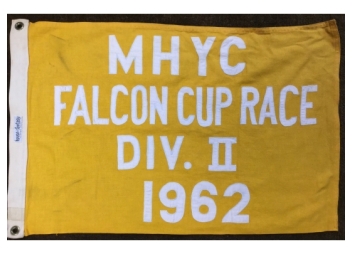 MHYC
FALCON CUP RACE
DIV. II
1962